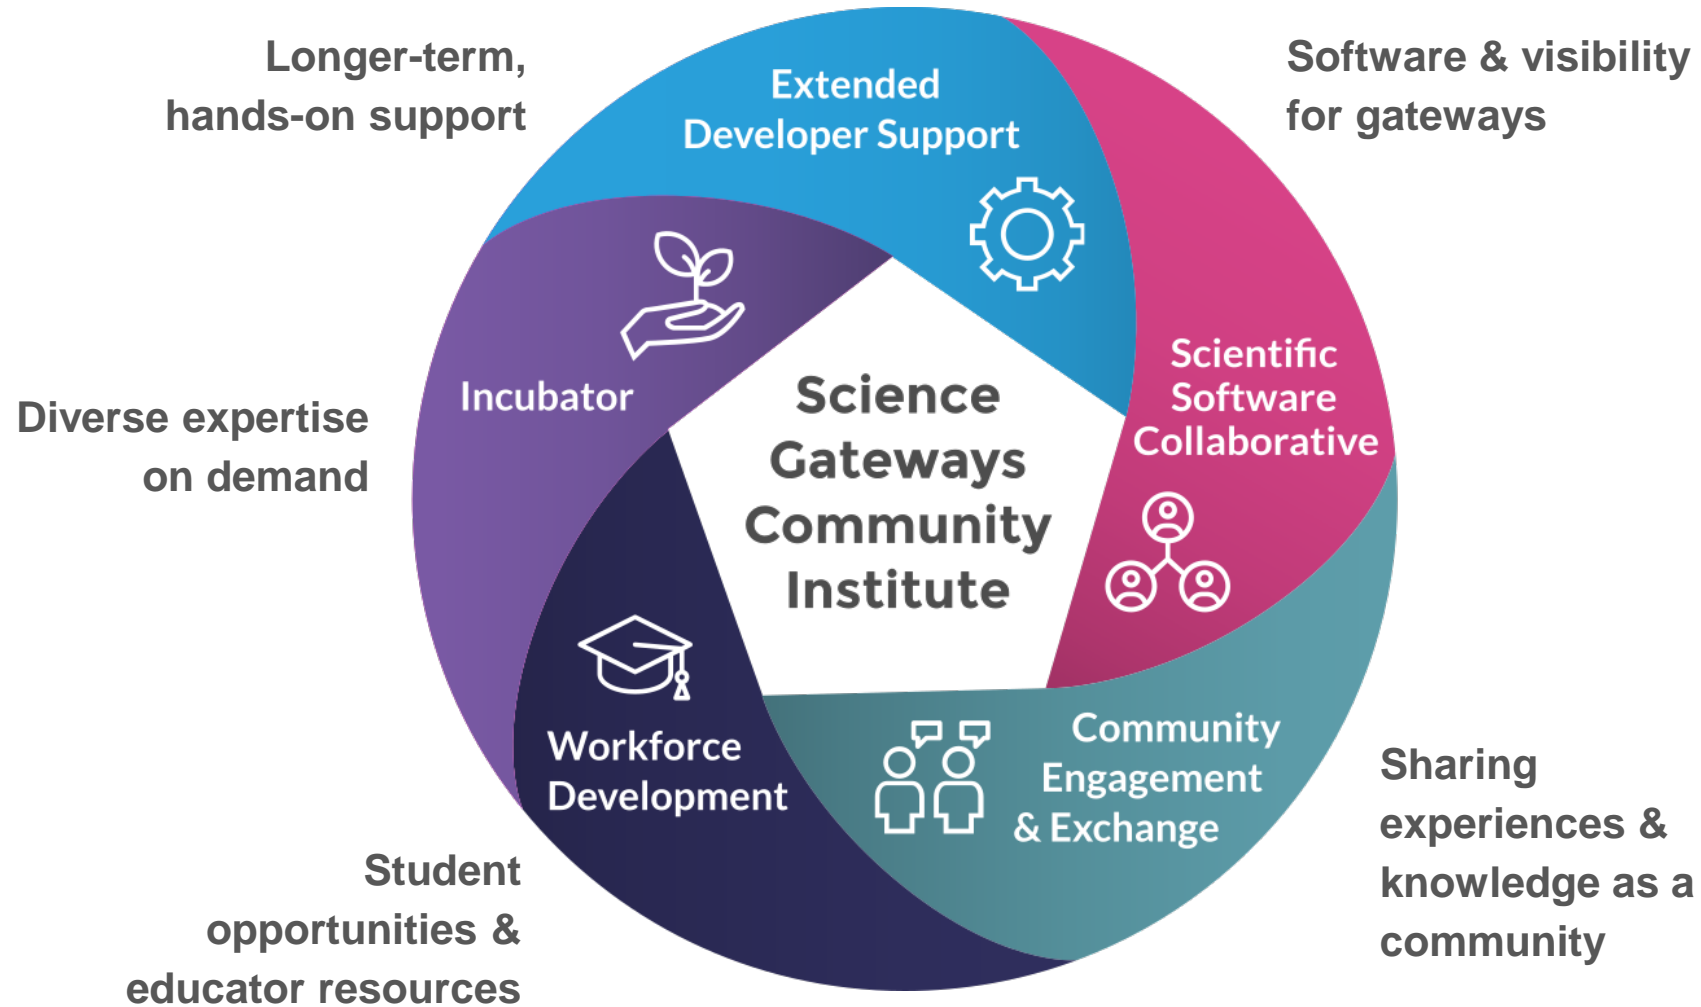 Longer-term,
hands-on support
Extended
Developer Support
Software & visibility
for gateways
Incubator
Diverse expertise
on demand
Science
Gateways
Community
Institute
Scientific
Software
Collaborative
Workforce
Development
Community
Engagement
& Exchange
Student
opportunities &
educator resources
Sharing
experiences &
knowledge as a
community